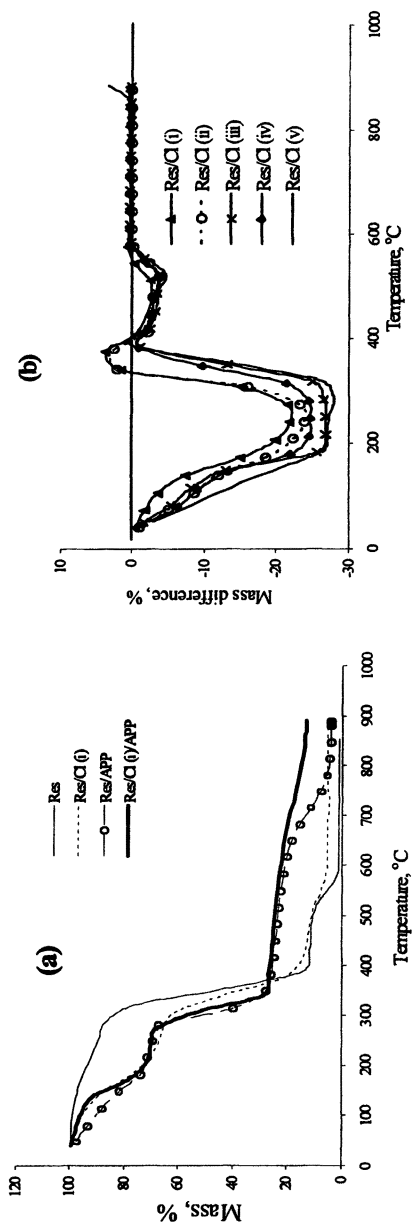 (a)
120
100
80
60
40
20
0
Mass, %
0 100 200 300 400 500 600 700 800 900 1000
Temperature, °C
Res
Res/Cl (i)
Res/APP
Res/Cl (i)/APP
(b)
10
0
-10
-20
-30
Mass difference, %
0 200 400 600 800 1000
Temperature, °C
Res/Cl (i)
Res/Cl (ii)
Res/Cl (iii)
Res/Cl (iv)
Res/Cl (v)